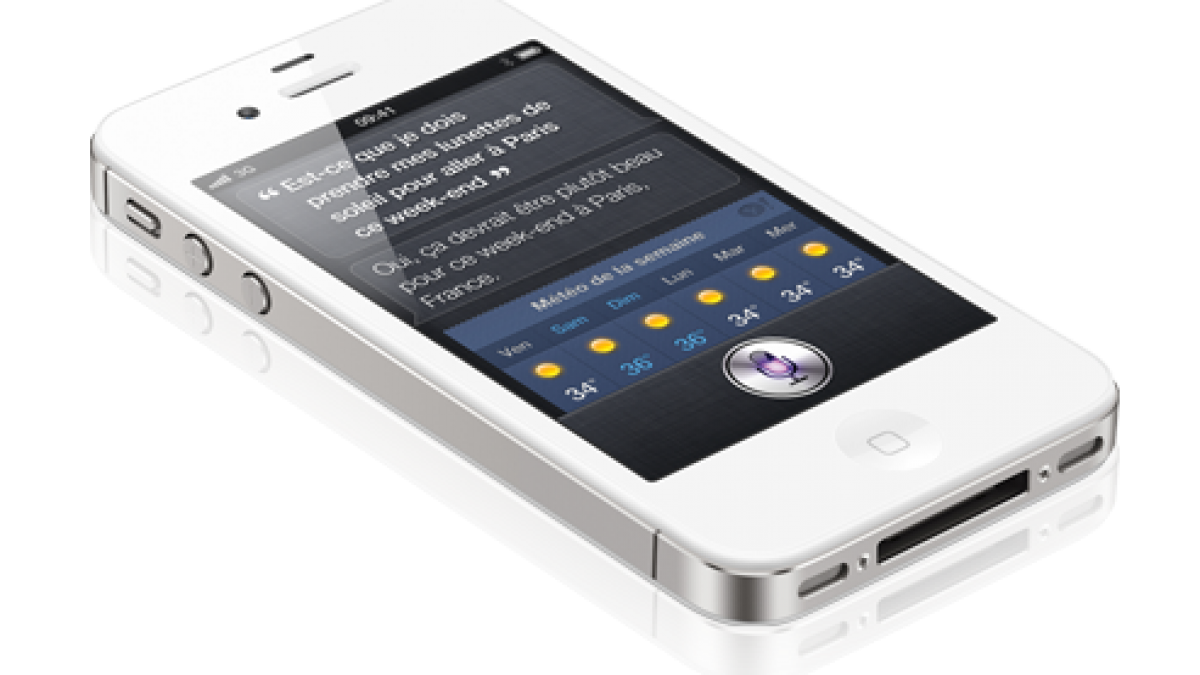 3G
09:41
“ Est-ce que je dois
prendre mes lunettes de
soleil pour aller à Paris
ce week-end ”
Oui, ça devrait être plutôt beau
pour ce week-end à Paris,
France.
Météo de la semaine
Ven Sam Dim Lun Mar Mer
34° 36° 36° 34° 34° 34°